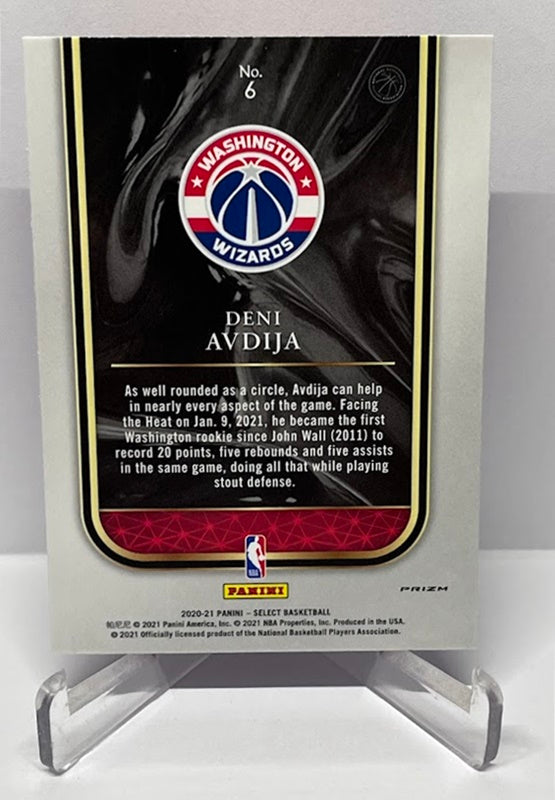 No.
6
WASHINGTON
WIZARDS
DENI
AVDIJA
As well rounded as a circle, Avdija can help
in nearly every aspect of the game. Facing
the Heat on Jan. 9, 2021, he became the first
Washington rookie since John Wall (2011) to
record 20 points, five rebounds and five assists
in the same game, doing all that while playing
stout defense.
NBA
PANINI
PRIZM
2020-21 PANINI – SELECT BASKETBALL
帕尼尼 © 2021 Panini America, Inc. © 2021 NBA Properties, Inc. Produced in the USA.
© 2021 Officially licensed product of the National Basketball Players Association.